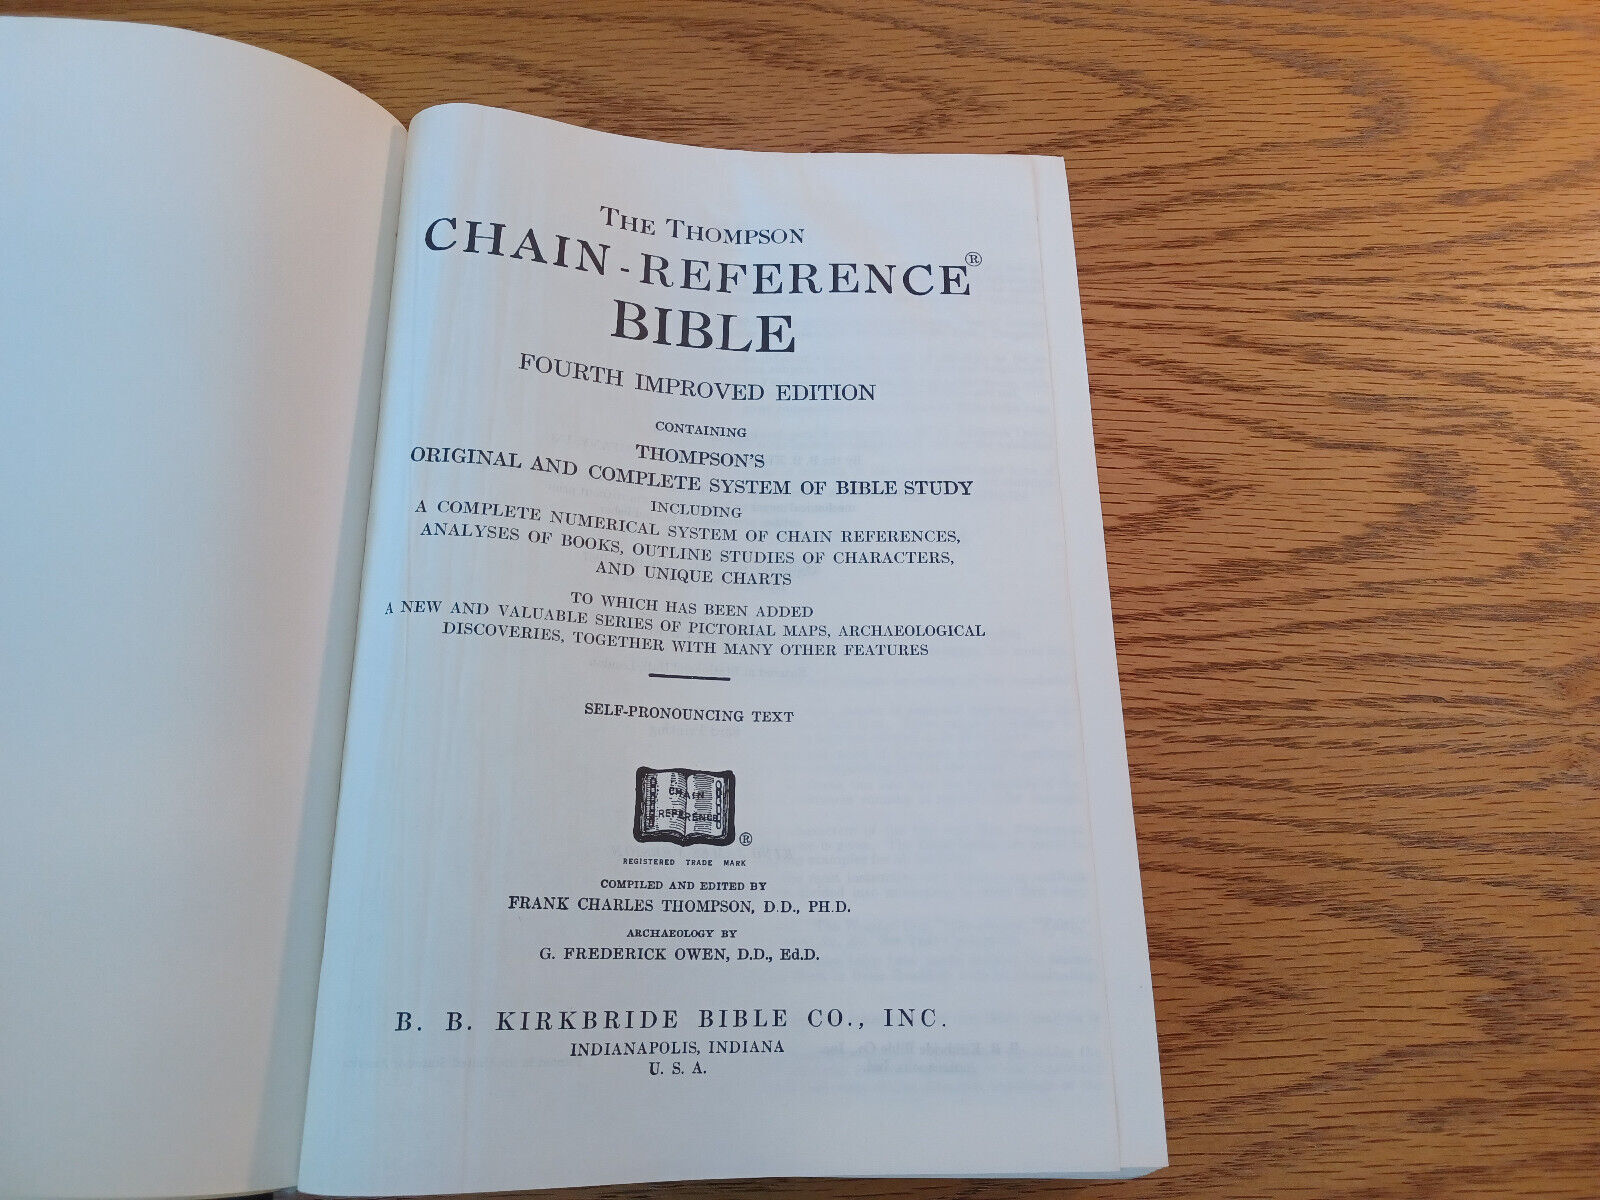 THE THOMPSON
CHAIN-REFERENCE®
BIBLE
FOURTH IMPROVED EDITION
CONTAINING
THOMPSON'S
ORIGINAL AND COMPLETE SYSTEM OF BIBLE STUDY
INCLUDING
A COMPLETE NUMERICAL SYSTEM OF CHAIN REFERENCES,
ANALYSES OF BOOKS, OUTLINE STUDIES OF CHARACTERS,
AND UNIQUE CHARTS
TO WHICH HAS BEEN ADDED
A NEW AND VALUABLE SERIES OF PICTORIAL MAPS, ARCHAEOLOGICAL
DISCOVERIES, TOGETHER WITH MANY OTHER FEATURES
SELF-PRONOUNCING TEXT
CHAIN
REFERENCE
®
REGISTERED TRADE MARK
COMPILED AND EDITED BY
FRANK CHARLES THOMPSON, D.D., PH.D.
ARCHAEOLOGY BY
G. FREDERICK OWEN, D.D., Ed.D.
B. B. KIRKBRIDE BIBLE CO., INC.
INDIANAPOLIS, INDIANA
U. S. A.